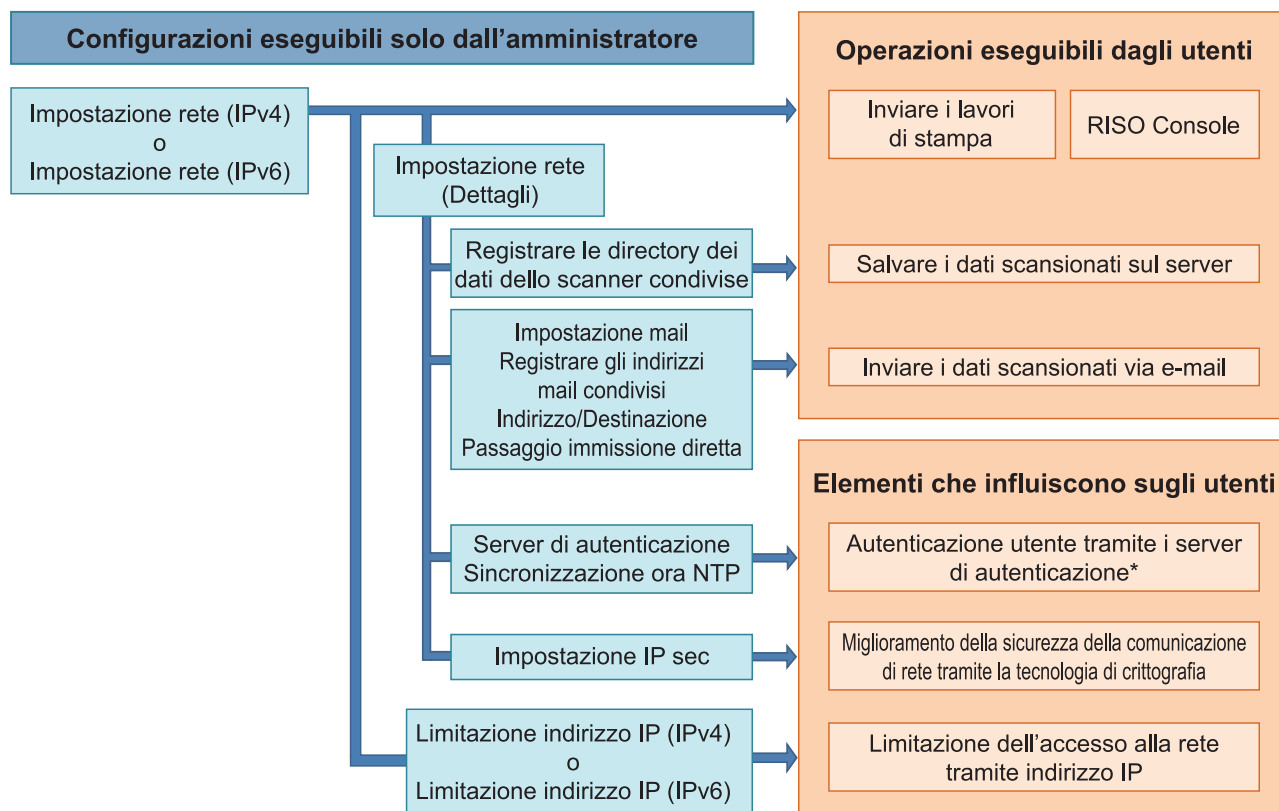 Configurazioni eseguibili solo dall’amministratore
Impostazione rete (IPv4)
o
Impostazione rete (IPv6)
Impostazione rete
(Dettagli)
Registrare le directory dei
dati dello scanner condivise
Impostazione mail
Registrare gli indirizzi
mail condivisi
Indirizzo/Destinazione
Passaggio immissione diretta
Server di autenticazione
Sincronizzazione ora NTP
Impostazione IP sec
Limitazione indirizzo IP (IPv4)
o
Limitazione indirizzo IP (IPv6)
Operazioni eseguibili dagli utenti
Inviare i lavori
di stampa
RISO Console
Salvare i dati scansionati sul server
Inviare i dati scansionati via e-mail
Elementi che influiscono sugli utenti
Autenticazione utente tramite i server
di autenticazione*
Miglioramento della sicurezza della comunicazione
di rete tramite la tecnologia di crittografia
Limitazione dell’accesso alla rete
tramite indirizzo IP